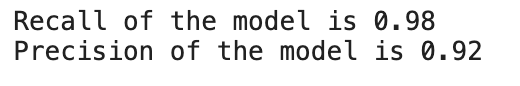 Recall of the model is 0.98
Precision of the model is 0.92